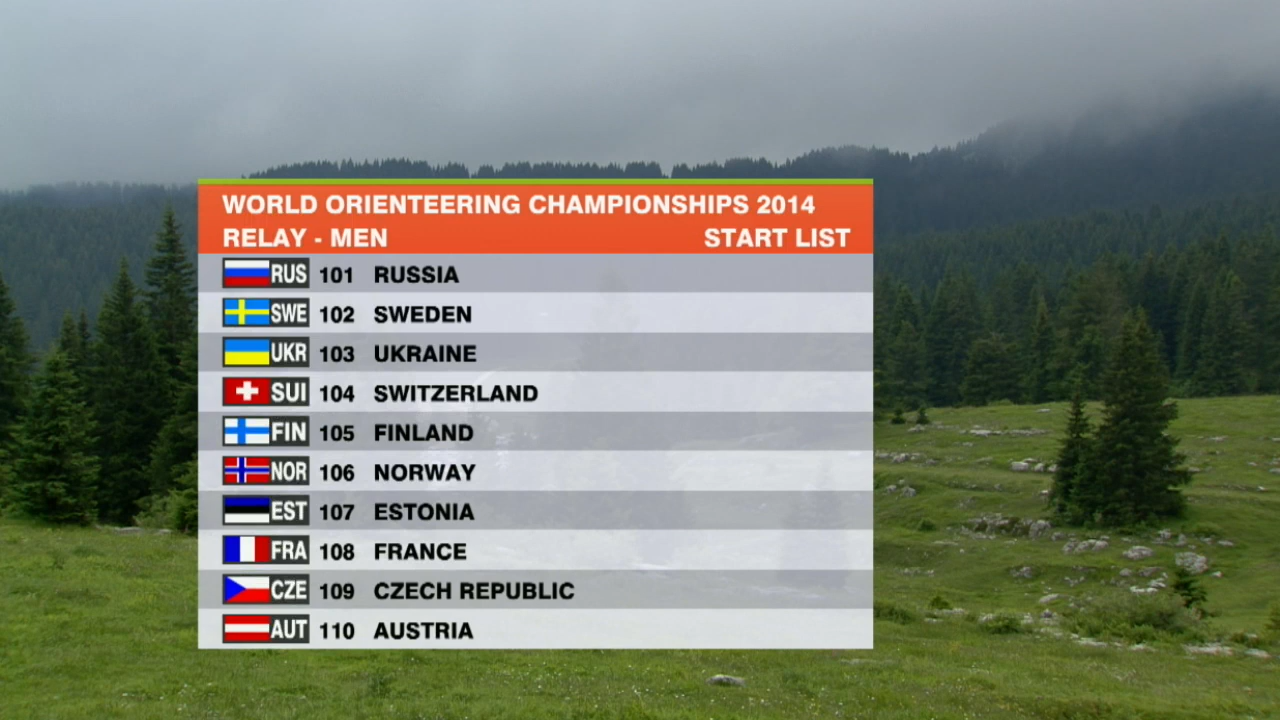 WORLD ORIENTEERING CHAMPIONSHIPS 2014
RELAY - MEN START LIST
RUS 101 RUSSIA
SWE 102 SWEDEN
UKR 103 UKRAINE
SUI 104 SWITZERLAND
FIN 105 FINLAND
NOR 106 NORWAY
EST 107 ESTONIA
FRA 108 FRANCE
CZE 109 CZECH REPUBLIC
AUT 110 AUSTRIA